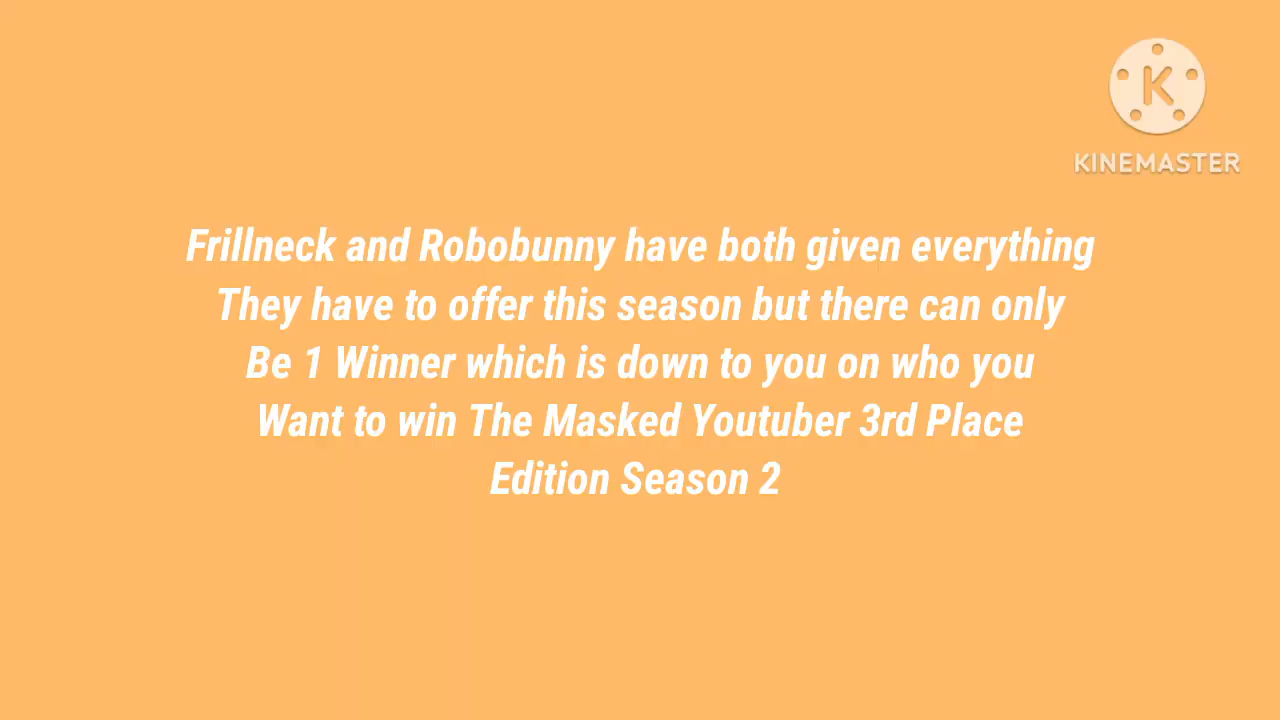 K
KINEMASTER
Frillneck and Robobunny have both given everything
They have to offer this season but there can only
Be 1 Winner which is down to you on who you
Want to win The Masked Youtuber 3rd Place
Edition Season 2